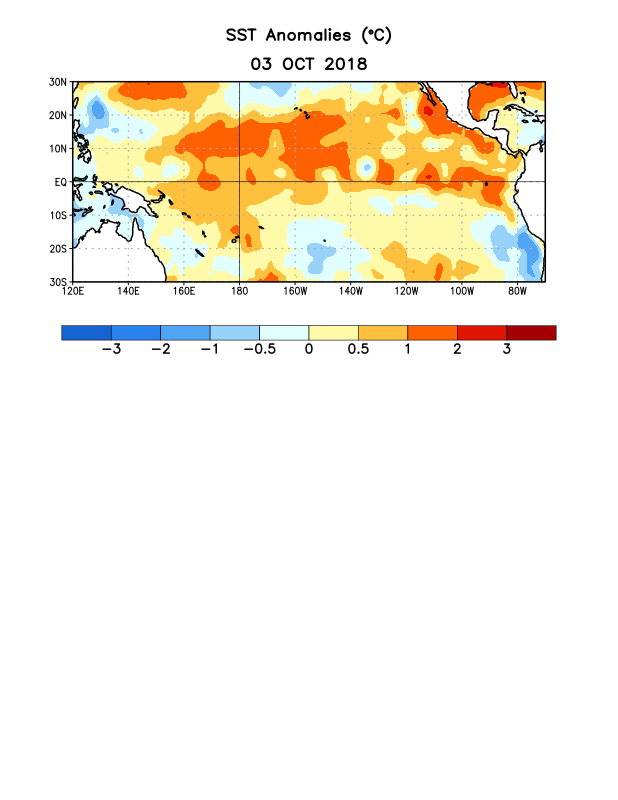 SST Anomalies (°C)
03 OCT 2018
30N
20N
10N
EQ
10S
20S
30S
120E 140E 160E 180 160W 140W 120W 100W 80W
−3 −2 −1 −0.5 0 0.5 1 2 3